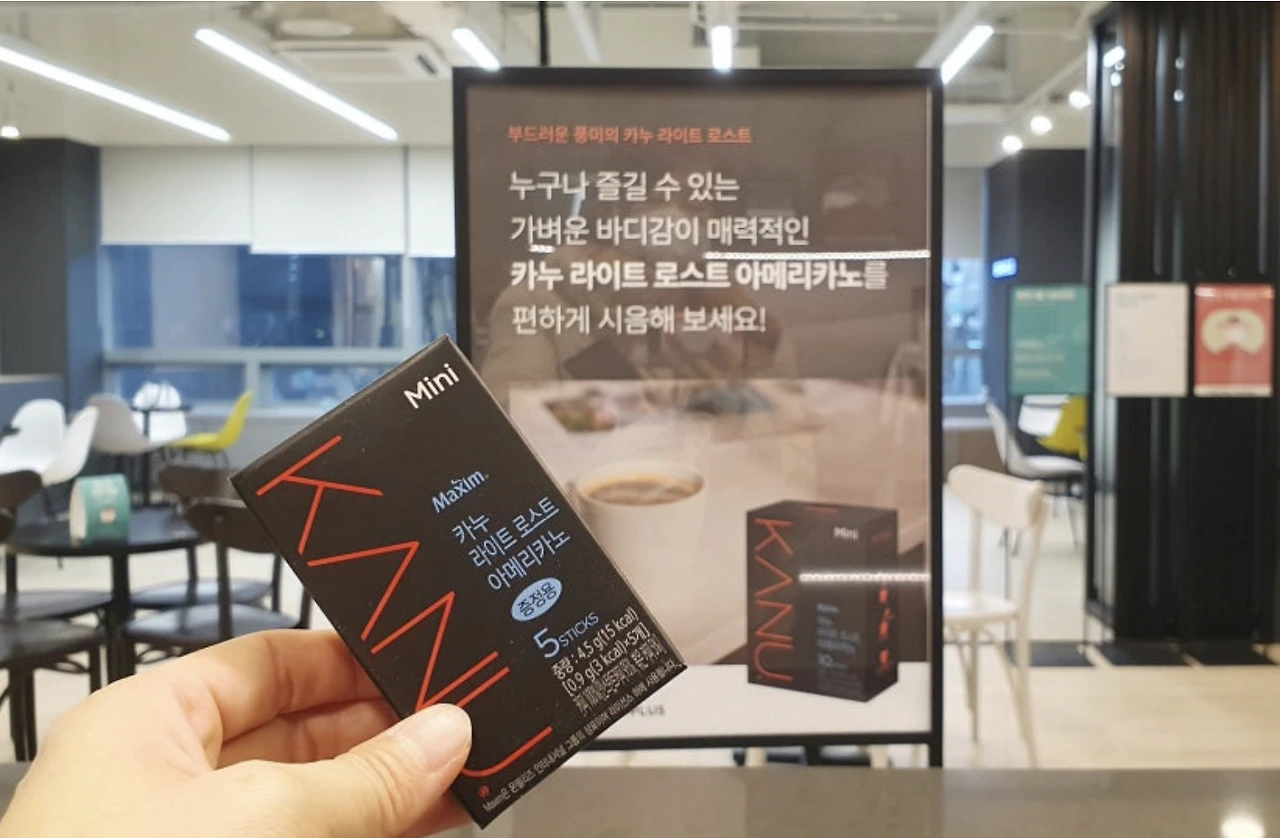 부드러운 풍미의 카누 라이트 로스트
누구나 즐길 수 있는
가벼운 바디감이 매력적인
카누 라이트 로스트 아메리카노를
편하게 시음해 보세요!
Mini
KANU
Mini
KANU
Maxim
카누
라이트 로스트
아메리카노
증정용
5 STICKS
중량 : 4.5 g(15 kcal)
[0.9 g(3 kcal)×5개]
PLUS